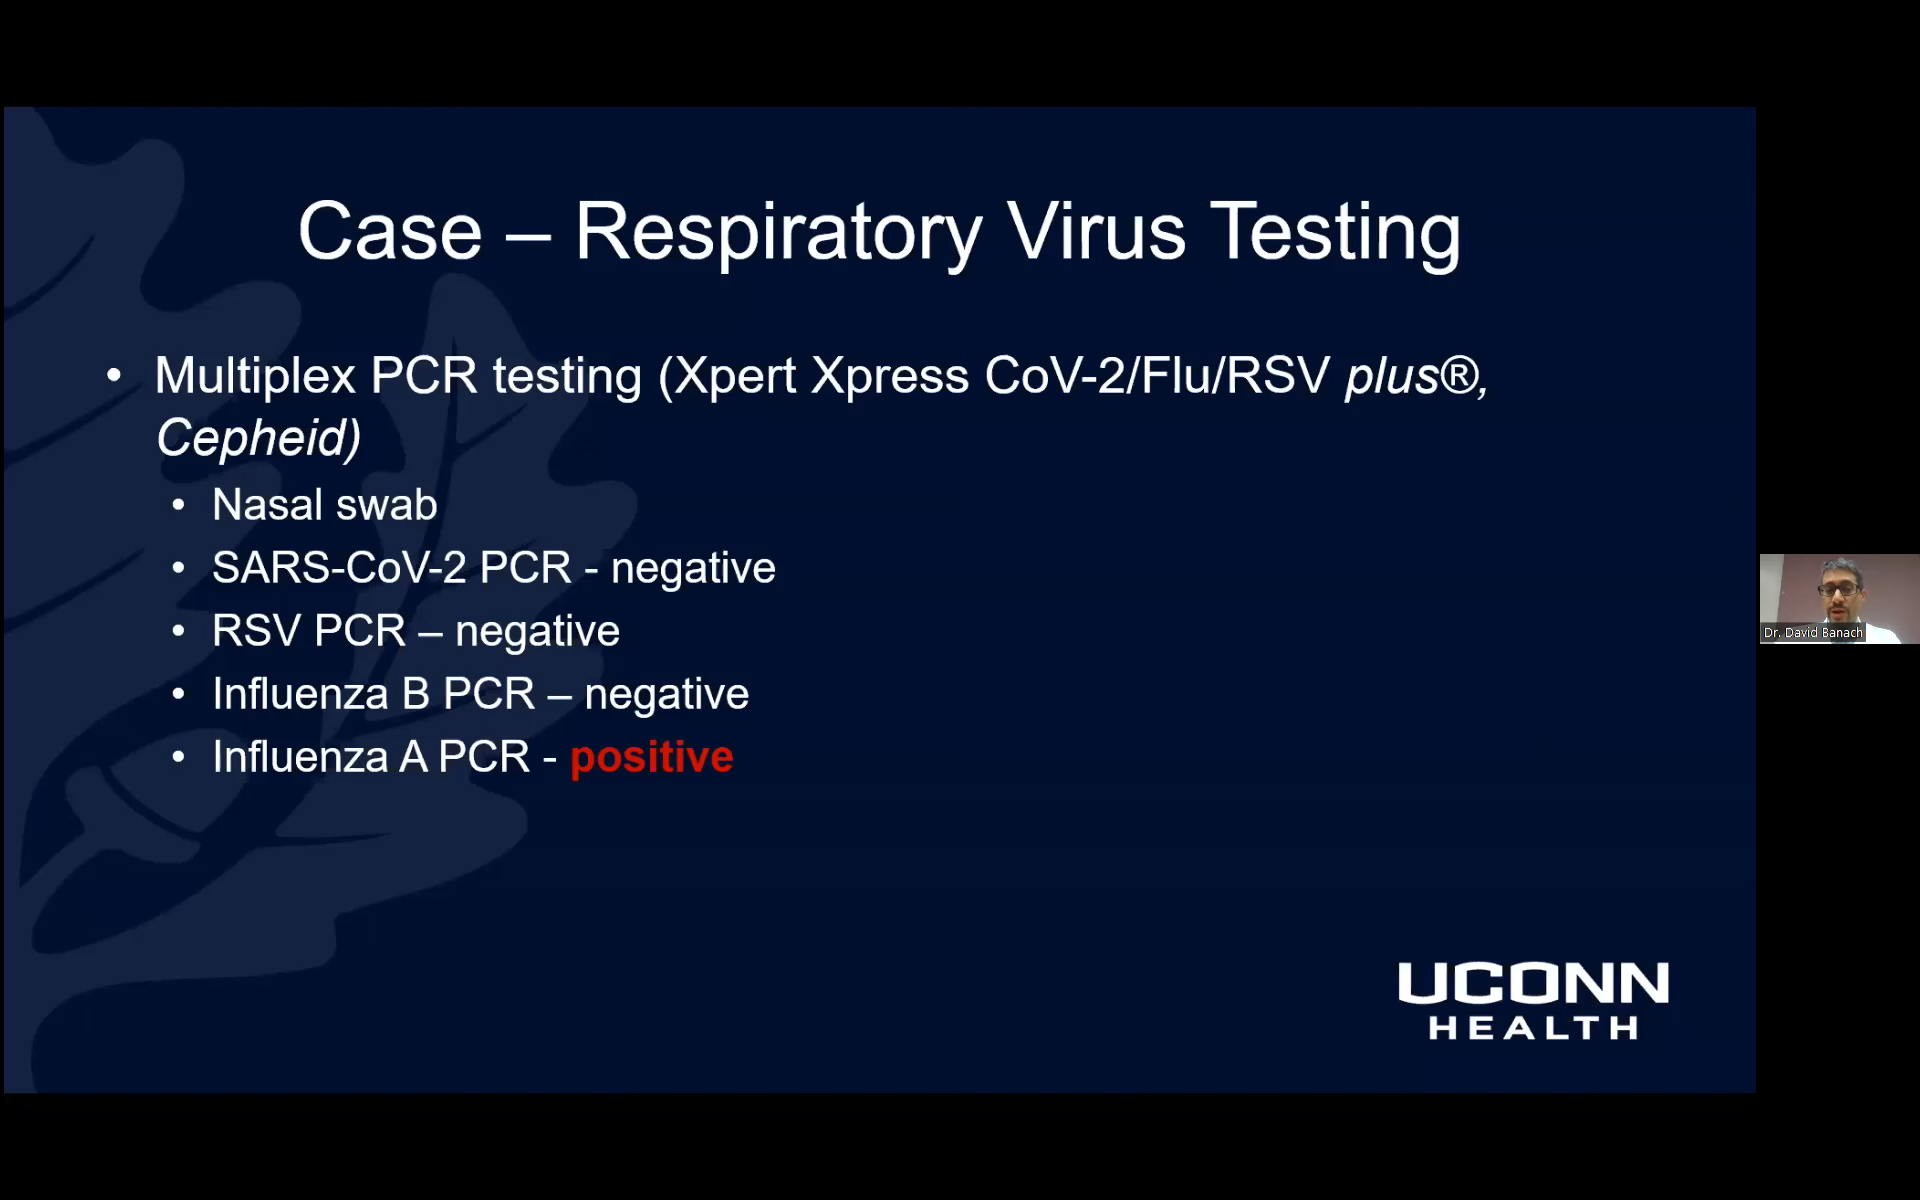 Case – Respiratory Virus Testing
• Multiplex PCR testing (Xpert Xpress CoV-2/Flu/RSV plus®,
Cepheid)
• Nasal swab
• SARS-CoV-2 PCR - negative
• RSV PCR – negative
• Influenza B PCR – negative
• Influenza A PCR - positive
UCONN
HEALTH
Dr. David Banach